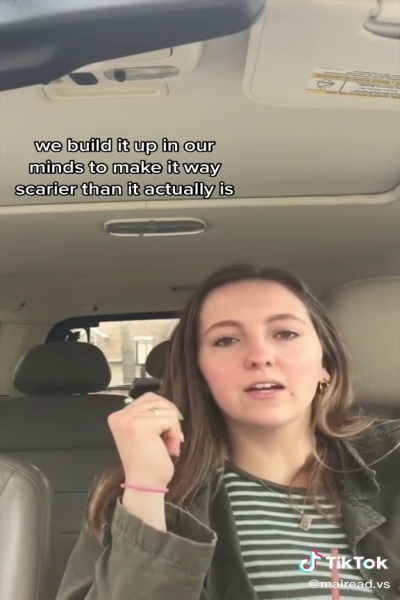 we build it up in our
minds to make it way
scarier than it actually is
TikTok
@mairead.vs